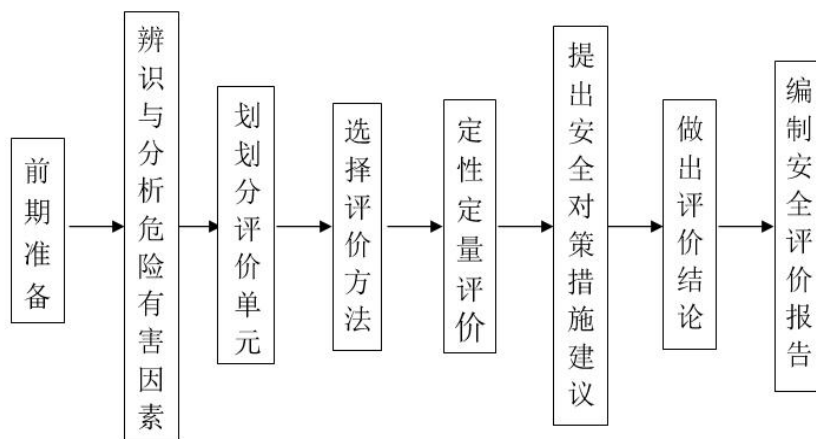 前期准备
辨识与分析危险有害因素
划划分评价单元
选择评价方法
定性定量评价
提出安全对策措施建议
做出评价结论
编制安全评价报告